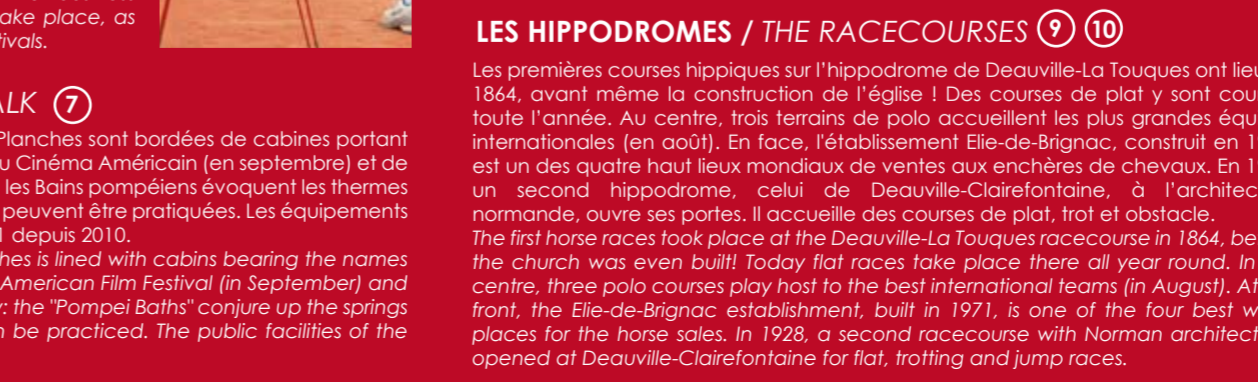 ake place, as
tivals.
ALK 7
Planches sont bordées de cabines portant
u Cinéma Américain (en septembre) et de
les Bains pompéiens évoquent les thermes
peuvent être pratiquées. Les équipements
1 depuis 2010.
hes is lined with cabins bearing the names
American Film Festival (in September) and
y: the "Pompei Baths" conjure up the springs
n be practiced. The public facilities of the
LES HIPPODROMES / THE RACECOURSES 9 10
Les premières courses hippiques sur l'hippodrome de Deauville-La Touques ont lieu
1864, avant même la construction de l'église ! Des courses de plat y sont cou
toute l'année. Au centre, trois terrains de polo accueillent les plus grandes équ
internationales (en août). En face, l'établissement Elie-de-Brignac, construit en 1
est un des quatre haut lieux mondiaux de ventes aux enchères de chevaux. En 1
un second hippodrome, celui de Deauville-Clairefontaine, à l'architec
normande, ouvre ses portes. Il accueille des courses de plat, trot et obstacle.
The first horse races took place at the Deauville-La Touques racecourse in 1864, be
the church was even built! Today flat races take place there all year round. In
centre, three polo courses play host to the best international teams (in August). At
front, the Elie-de-Brignac establishment, built in 1971, is one of the four best w
places for the horse sales. In 1928, a second racecourse with Norman architect
opened at Deauville-Clairefontaine for flat, trotting and jump races.